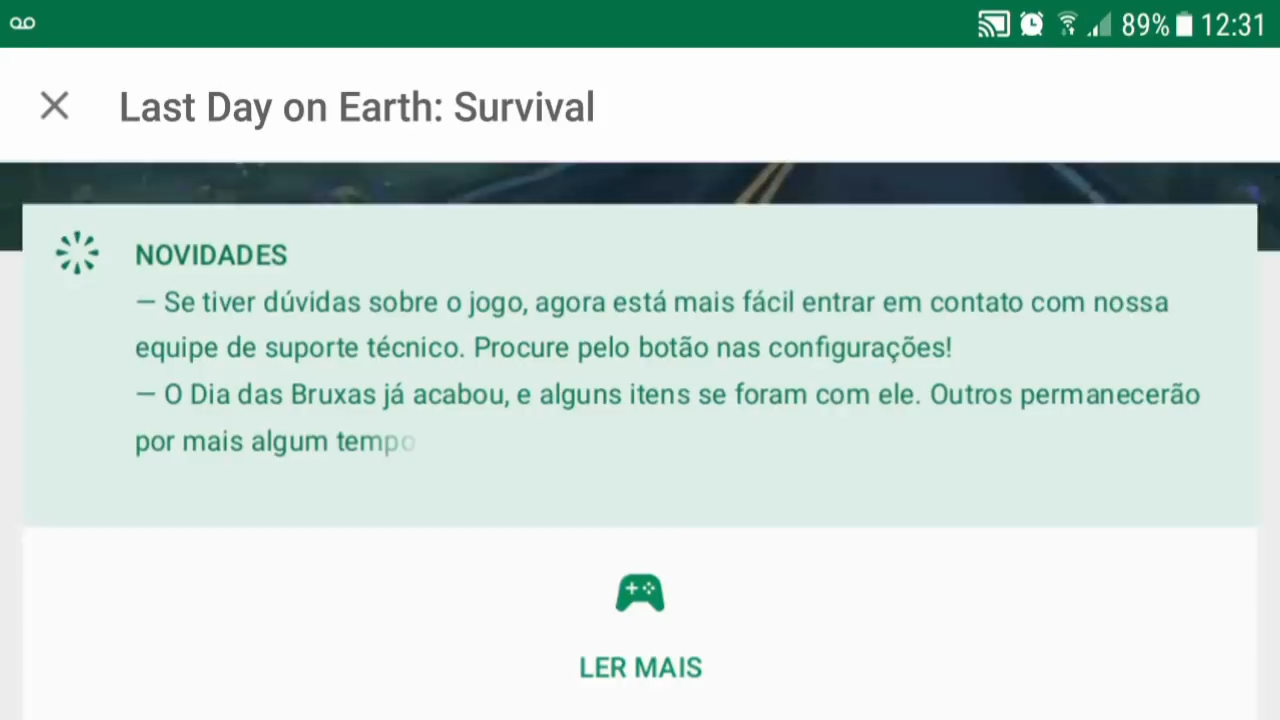 89% 12:31
Last Day on Earth: Survival
NOVIDADES
— Se tiver dúvidas sobre o jogo, agora está mais fácil entrar em contato com nossa
equipe de suporte técnico. Procure pelo botão nas configurações!
— O Dia das Bruxas já acabou, e alguns itens se foram com ele. Outros permanecerão
por mais algum tempo
LER MAIS